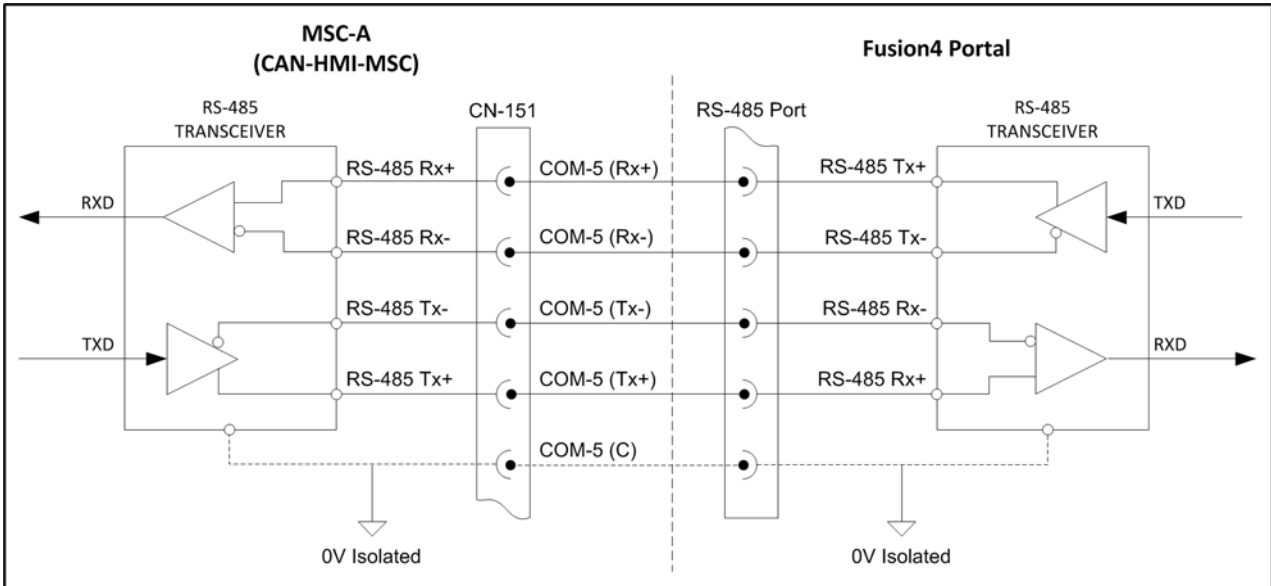 MSC-A
(CAN-HMI-MSC)
Fusion4 Portal
RS-485
TRANSCEIVER
CN-151
RS-485 Port
RS-485
TRANSCEIVER
RS-485 Rx+
COM-5 (Rx+)
RS-485 Tx+
RXD
TXD
RS-485 Rx-
COM-5 (Rx-)
RS-485 Tx-
RS-485 Tx-
COM-5 (Tx-)
RS-485 Rx-
TXD
RXD
RS-485 Tx+
COM-5 (Tx+)
RS-485 Rx+
COM-5 (C)
0V Isolated
0V Isolated